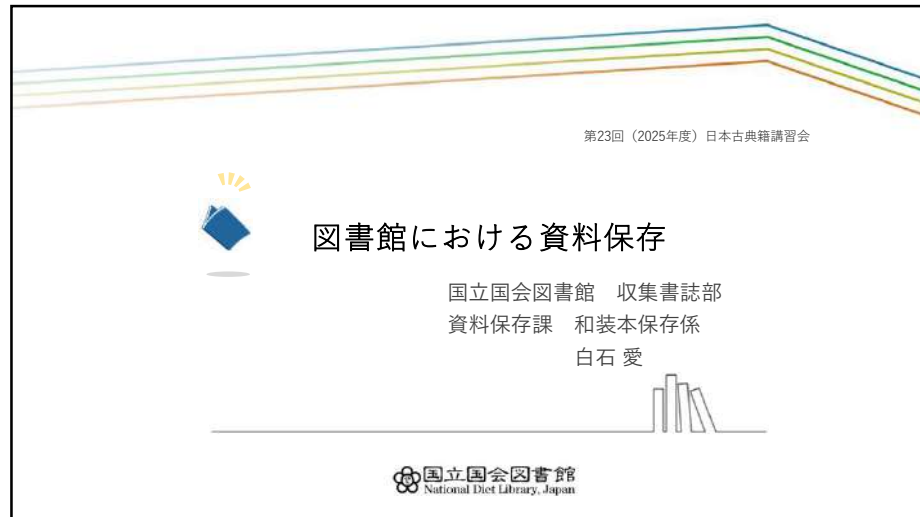 第23回（2025年度）日本古典籍講習会
図書館における資料保存
国立国会図書館　収集書誌部
資料保存課　和装本保存係
白石 愛
国立国会図書館
National Diet Library, Japan